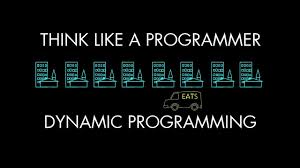 THINK LIKE A PROGRAMMER
EATS
DYNAMIC PROGRAMMING